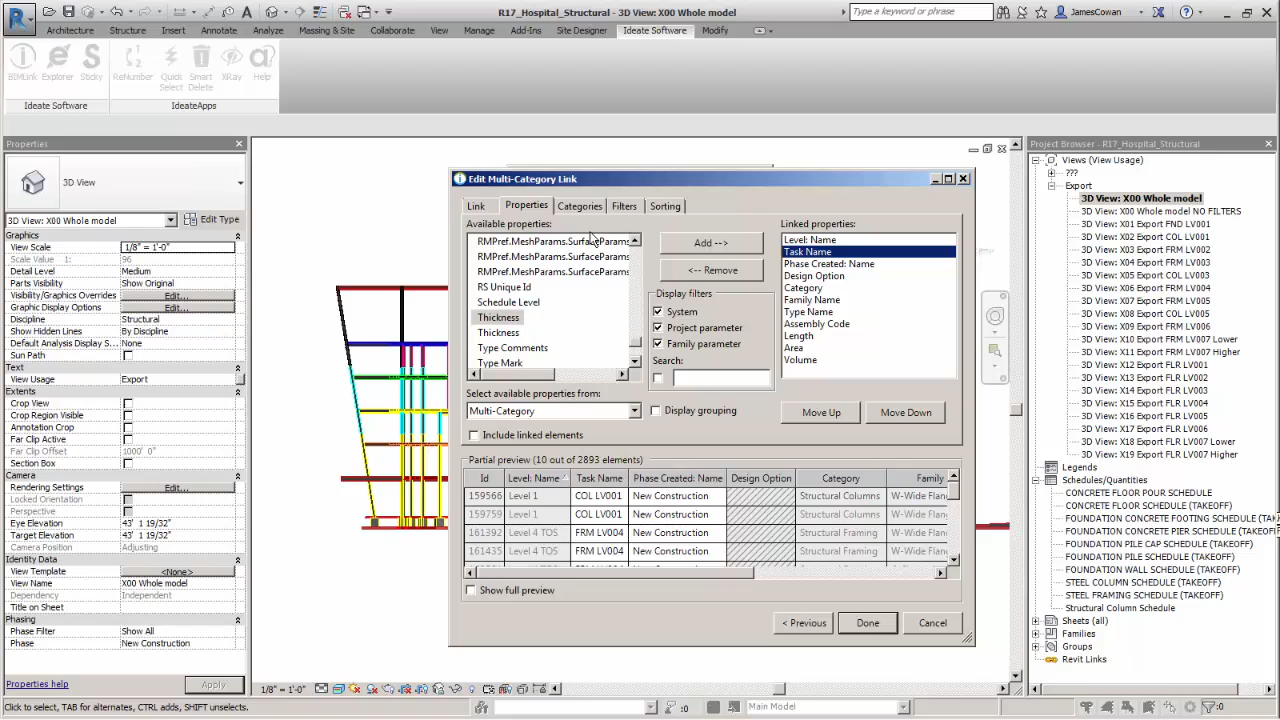 R17_Hospital_Structural - 3D View: X00 Whole model
Type a keyword or phrase
JamesCowan
Architecture Structure Insert Annotate Analyze Massing & Site Collaborate View Manage Add-Ins Site Designer Ideate Software Modify
BIMLink Explorer Sticky ReNumber Quick Select Smart Delete XRay Help
Ideate Software IdeateApps
Properties
3D View
3D View: X00 Whole model Edit Type
Graphics
View Scale 1/8" = 1'-0"
Scale Value 1: 96
Detail Level Medium
Parts Visibility Show Original
Visibility/Graphics Overrides Edit...
Graphic Display Options Edit...
Discipline Structural
Show Hidden Lines By Discipline
Default Analysis Display S... None
Sun Path
Text
View Usage Export
Extents
Crop View
Crop Region Visible
Annotation Crop
Far Clip Active
Far Clip Offset 1000' 0"
Section Box
Camera
Rendering Settings Edit...
Locked Orientation
Perspective
Eye Elevation 43' 1 19/32"
Target Elevation 43' 1 19/32"
Camera Position Adjusting
Identity Data
View Template <None>
View Name X00 Whole model
Dependency Independent
Title on Sheet
Phasing
Phase Filter Show All
Phase New Construction
Properties help Apply
Edit Multi-Category Link
Link Properties Categories Filters Sorting
Available properties:
RMPref.MeshParams.SurfaceParams
RMPref.MeshParams.SurfaceParams
RMPref.MeshParams.SurfaceParams
RS Unique Id
Schedule Level
Thickness
Thickness
Type Comments
Type Mark
Add -->
<-- Remove
Display filters
System
Project parameter
Family parameter
Search:
Linked properties:
Level: Name
Task Name
Phase Created: Name
Design Option
Category
Family Name
Type Name
Assembly Code
Length
Area
Volume
Select available properties from:
Multi-Category
Display grouping
Move Up Move Down
Include linked elements
Partial preview (10 out of 2893 elements)
Id Level: Name Task Name Phase Created: Name Design Option Category Family
159566 Level 1 COL LV001 New Construction Structural Columns W-Wide Flan
159759 Level 1 COL LV001 New Construction Structural Columns W-Wide Flan
161392 Level 4 TOS FRM LV004 New Construction Structural Framing W-Wide Flan
161435 Level 4 TOS FRM LV004 New Construction Structural Framing W-Wide Flan
Show full preview
< Previous Done Cancel
Project Browser - R17_Hospital_Structural
Views (View Usage)
???
Export
3D View: X00 Whole model
3D View: X00 Whole model NO FILTERS
3D View: X01 Export FND LV001
3D View: X02 Export COL LV001
3D View: X03 Export FRM LV002
3D View: X04 Export COL LV003
3D View: X05 Export FRM LV003
3D View: X06 Export FRM LV004
3D View: X07 Export COL LV005
3D View: X08 Export FRM LV005
3D View: X09 Export FRM LV006
3D View: X10 Export COL LV007
3D View: X11 Export FRM LV007 Higher
3D View: X12 Export FLR LV001
3D View: X13 Export FLR LV002
3D View: X14 Export FLR LV003
3D View: X15 Export FLR LV004
3D View: X16 Export FLR LV005
3D View: X17 Export FLR LV006
3D View: X18 Export FLR LV007 Lower
3D View: X19 Export FLR LV007 Higher
Legends
Schedules/Quantities
CONCRETE FLOOR POUR SCHEDULE
CONCRETE FLOOR SCHEDULE (TAKEOFF)
FOUNDATION CONCRETE FOOTING SCHEDULE (TAK
FOUNDATION CONCRETE PIER SCHEDULE (TAKEOF
FOUNDATION PILE CAP SCHEDULE (TAKEOFF)
FOUNDATION PILE SCHEDULE (TAKEOFF)
FOUNDATION WALL SCHEDULE (TAKEOFF)
STEEL COLUMN SCHEDULE (TAKEOFF)
STEEL FRAMING SCHEDULE (TAKEOFF)
Structural Column Schedule
Sheets (all)
Families
Groups
Revit Links
1/8" = 1'-0"
Click to select, TAB for alternates, CTRL adds, SHIFT unselects. :0 Main Model :0